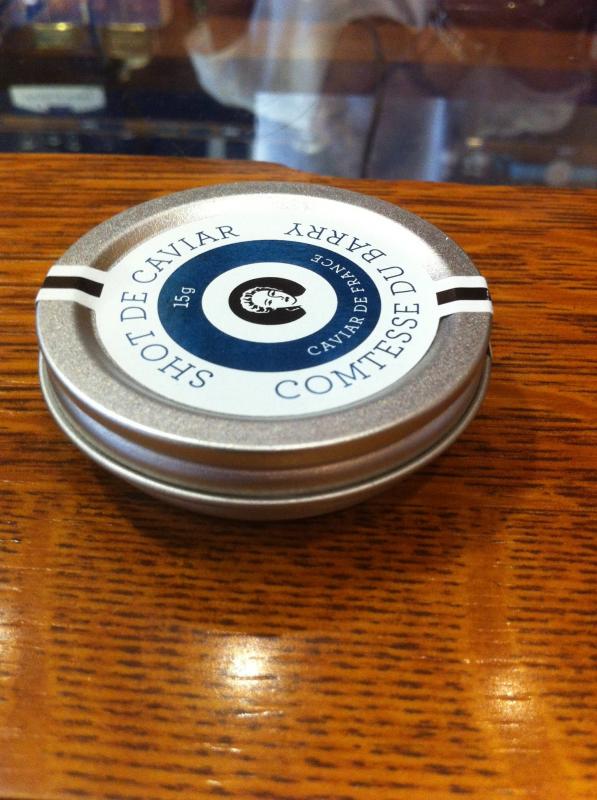 SHOT DE CAVIAR
COMTESSE DU BARRY
15g
CAVIAR DE FRANCE